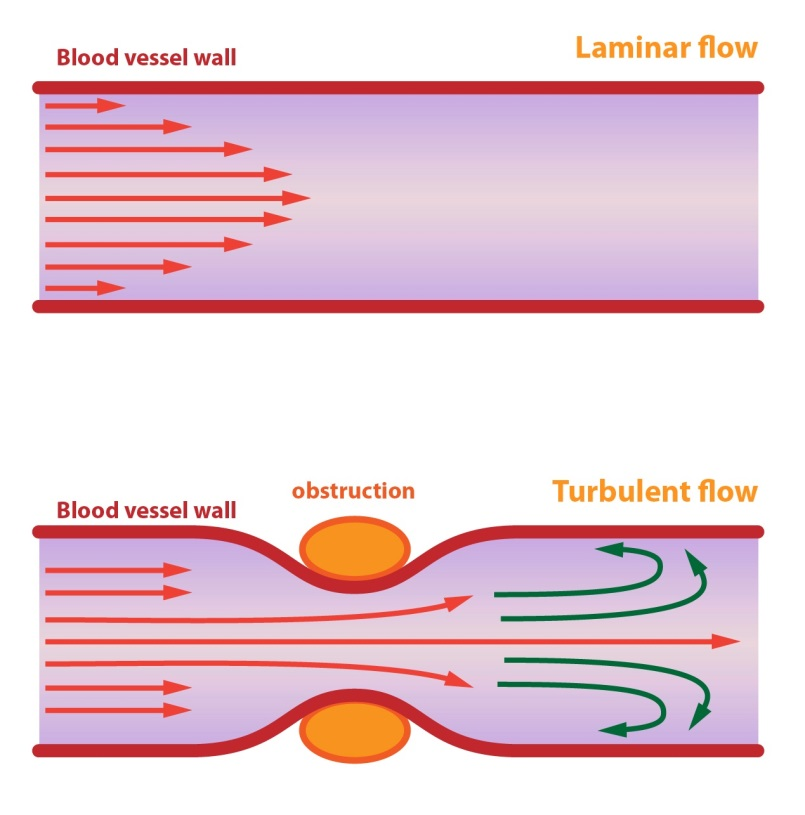 Blood vessel wall
Laminar flow
obstruction
Blood vessel wall
Turbulent flow